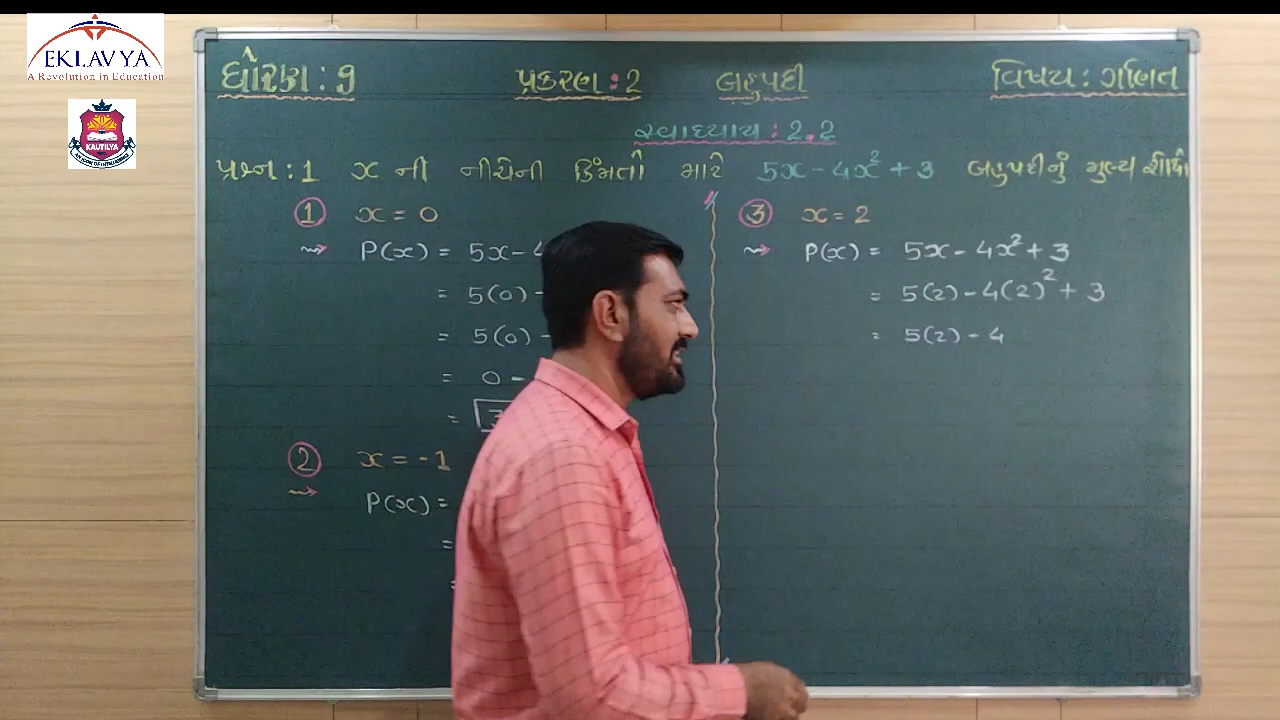 EKLAVYA
A Revolution in Education
KAUTILYA
ધોરણ : 9 પ્રકરણ : 2 બહુપદી વિષય : ગણિત
સ્વાધ્યાય : 2.2
પ્રશ્ન : 1 x ની નીચેની કિંમતો માટે 5x - 4x² + 3 બહુપદીનું મુલ્ય શોધો
1 x = 0
P(x) = 5x - 4
= 5(0) -
= 5(0) -
= 0 -
= 3
2 x = -1
P(x) =
=
=
3 x = 2
P(x) = 5x - 4x² + 3
= 5(2) - 4(2)² + 3
= 5(2) - 4